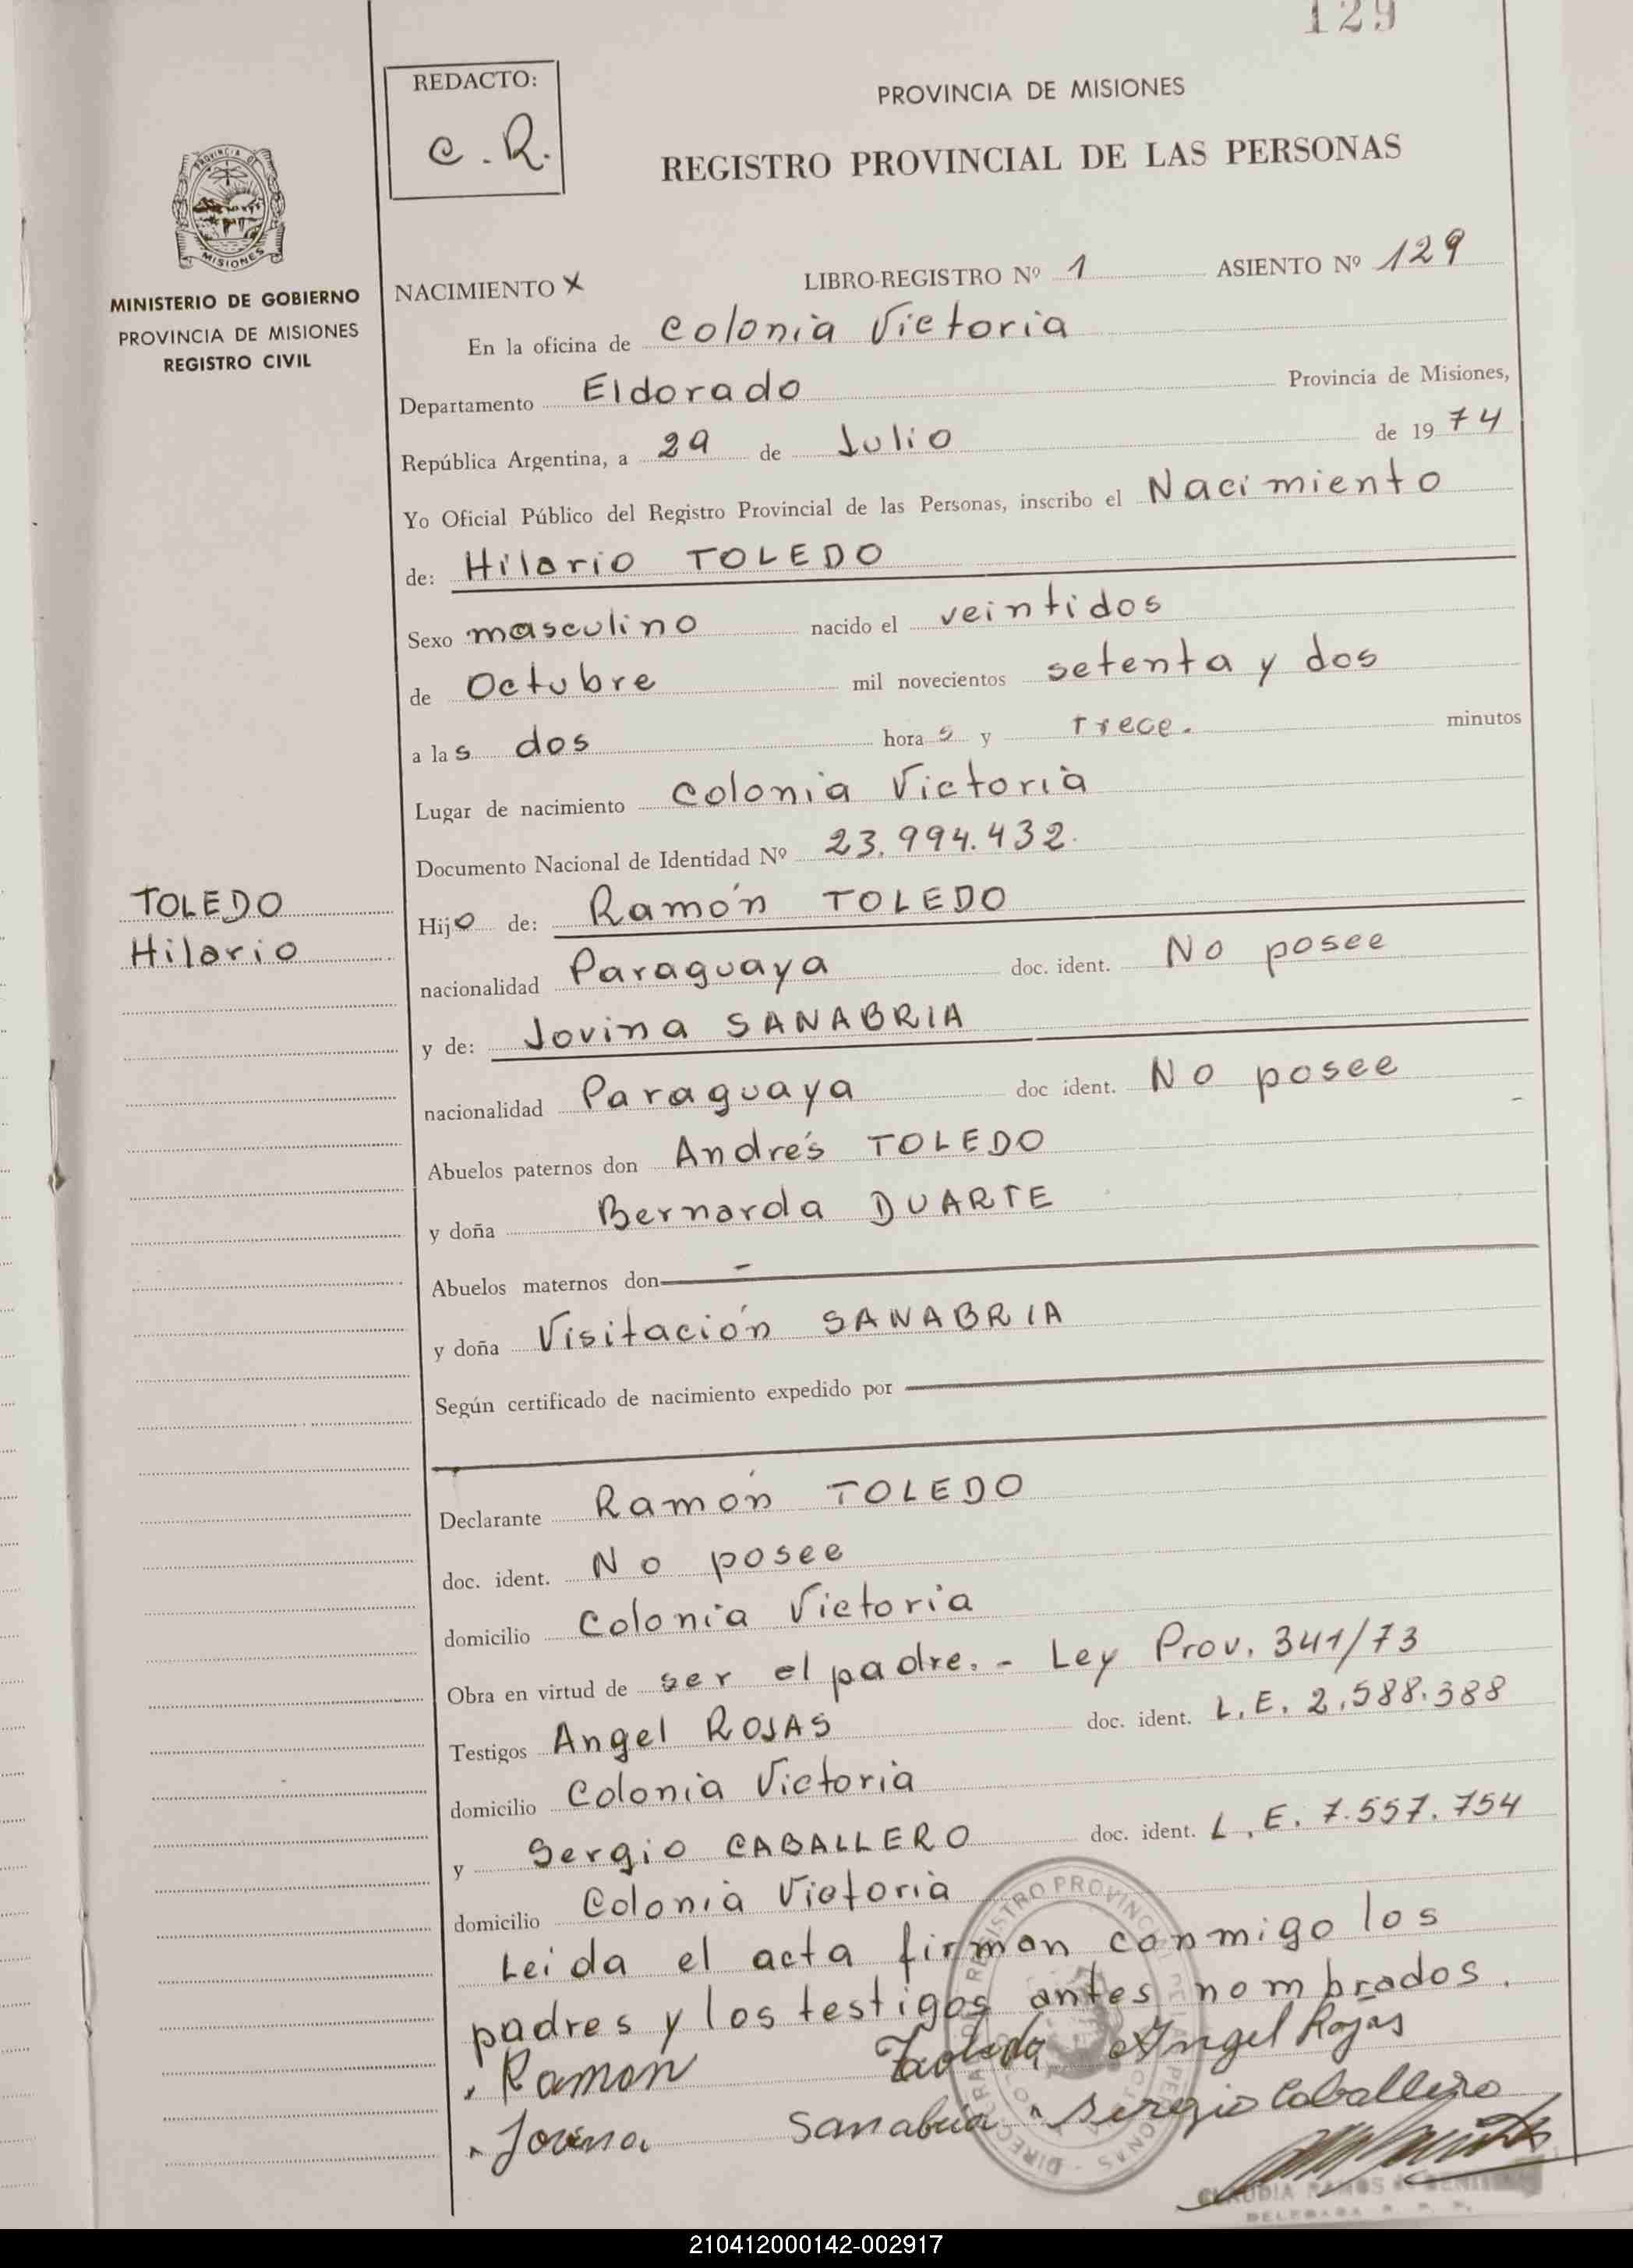 129
REDACTO:
C. R.
PROVINCIA DE MISIONES
REGISTRO PROVINCIAL DE LAS PERSONAS
PROVINCIA DE
MISIONES
MINISTERIO DE GOBIERNO
PROVINCIA DE MISIONES
REGISTRO CIVIL
NACIMIENTO X LIBRO-REGISTRO Nº 1 ASIENTO Nº 129
En la oficina de Colonia Victoria
Departamento Eldorado Provincia de Misiones,
República Argentina, a 29 de Julio de 1974
Yo Oficial Público del Registro Provincial de las Personas, inscribo el Nacimiento
de: Hilario TOLEDO
Sexo masculino nacido el veintidos
de Octubre mil novecientos setenta y dos
a las dos horas y trece. minutos
Lugar de nacimiento Colonia Victoria
Documento Nacional de Identidad Nº 23.994.432.
TOLEDO
Hilario
Hijo de: Ramón TOLEDO
nacionalidad Paraguaya doc. ident. No posee
y de: Jovina SANABRIA
nacionalidad Paraguaya doc ident. No posee
Abuelos paternos don Andrés TOLEDO
y doña Bernarda DUARTE
Abuelos maternos don
y doña Visitación SANABRIA
Según certificado de nacimiento expedido por
Declarante Ramón TOLEDO
doc. ident. No posee
domicilio Colonia Victoria
Obra en virtud de ser el padre. - Ley Prov. 341/73
Testigos Angel ROJAS doc. ident. L. E. 2.588.388
domicilio Colonia Victoria
y Sergio CABALLERO doc. ident. L. E. 7.557.754
domicilio Colonia Victoria
Leida el acta firman conmigo los
padres y los testigos antes nombrados.
Ramon Tooledo Angel Rojas
Jovina Sanabria Sergio Caballero
CLAUDIA RAMOS
210412000142-002917